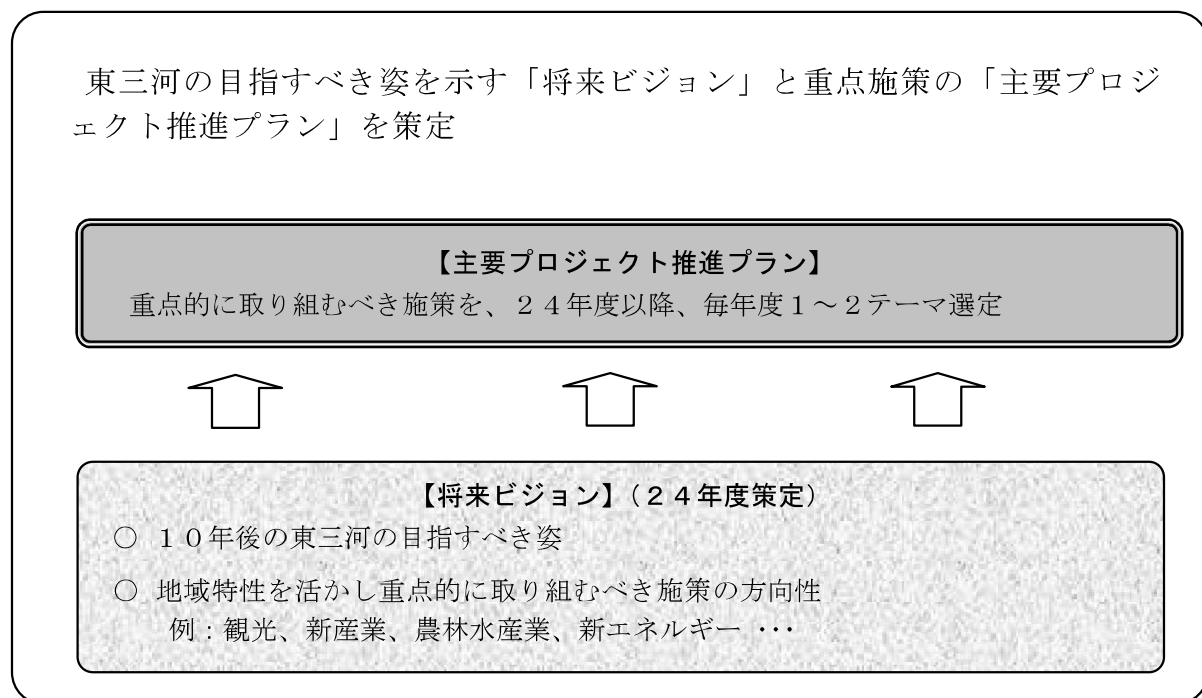 東三河の目指すべき姿を示す「将来ビジョン」と重点施策の「主要プロジ
ェクト推進プラン」を策定
【主要プロジェクト推進プラン】
重点的に取り組むべき施策を、２４年度以降、毎年度１～２テーマ選定
【将来ビジョン】（２４年度策定）
○ １０年後の東三河の目指すべき姿
○ 地域特性を活かし重点的に取り組むべき施策の方向性
例：観光、新産業、農林水産業、新エネルギー …